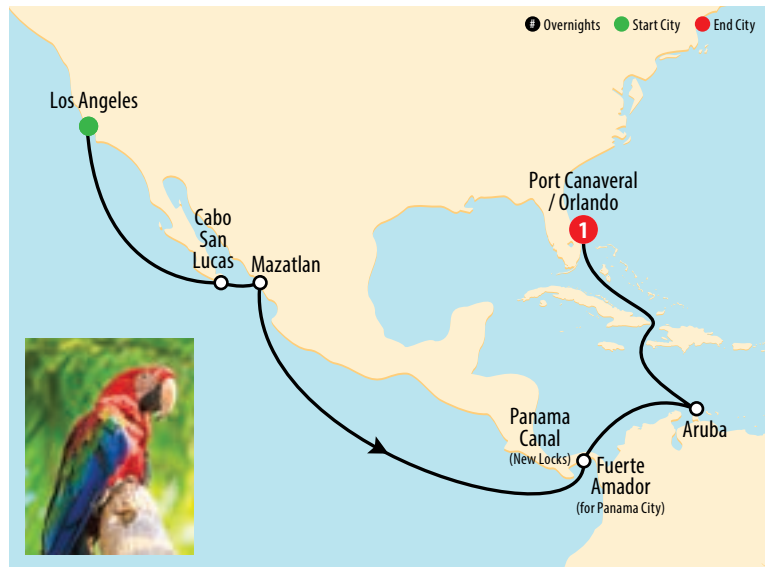 # Overnights Start City End City
Los Angeles
Port Canaveral
/ Orlando
1
Cabo
San
Lucas
Mazatlan
Panama
Canal
(New Locks)
Aruba
Fuerte
Amador
(for Panama City)